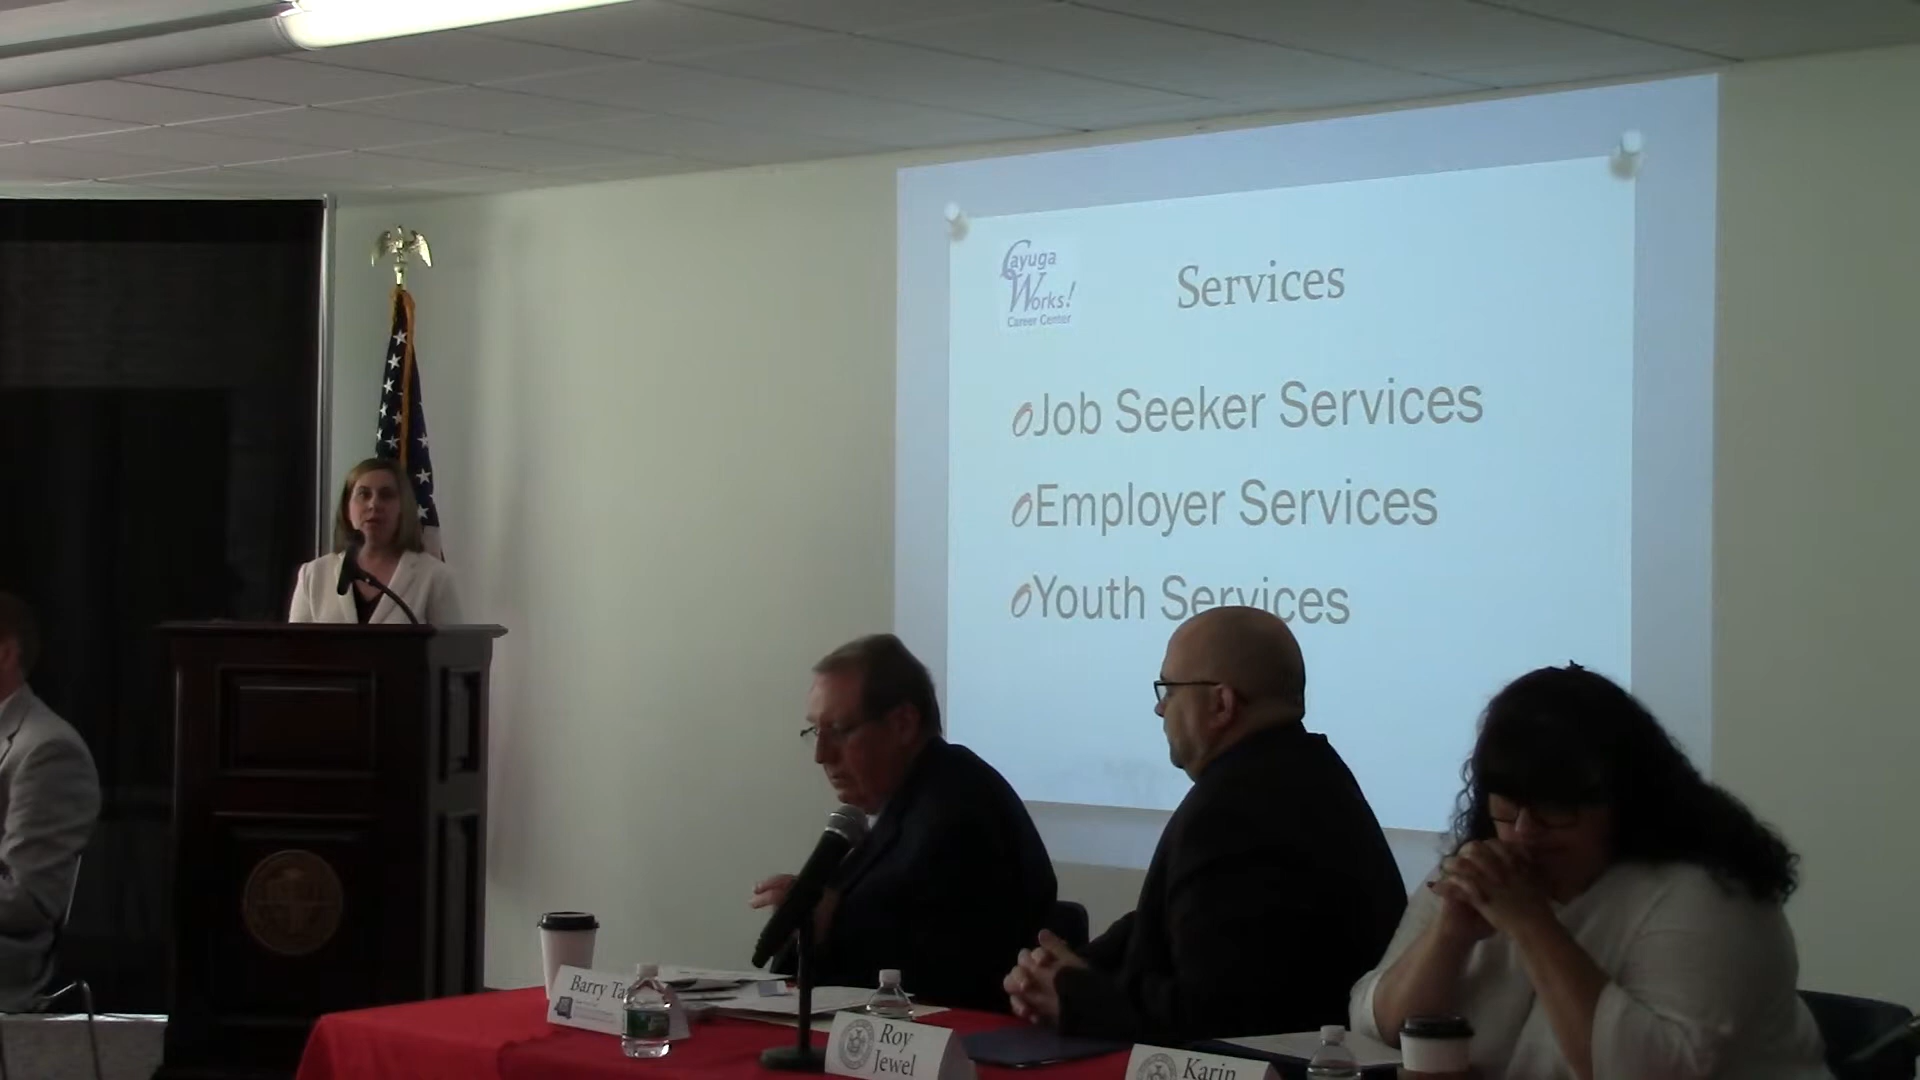 Cayuga
Works!
Career Center
Services
Job Seeker Services
Employer Services
Youth Services
Barry
Roy
Jewel
Karin